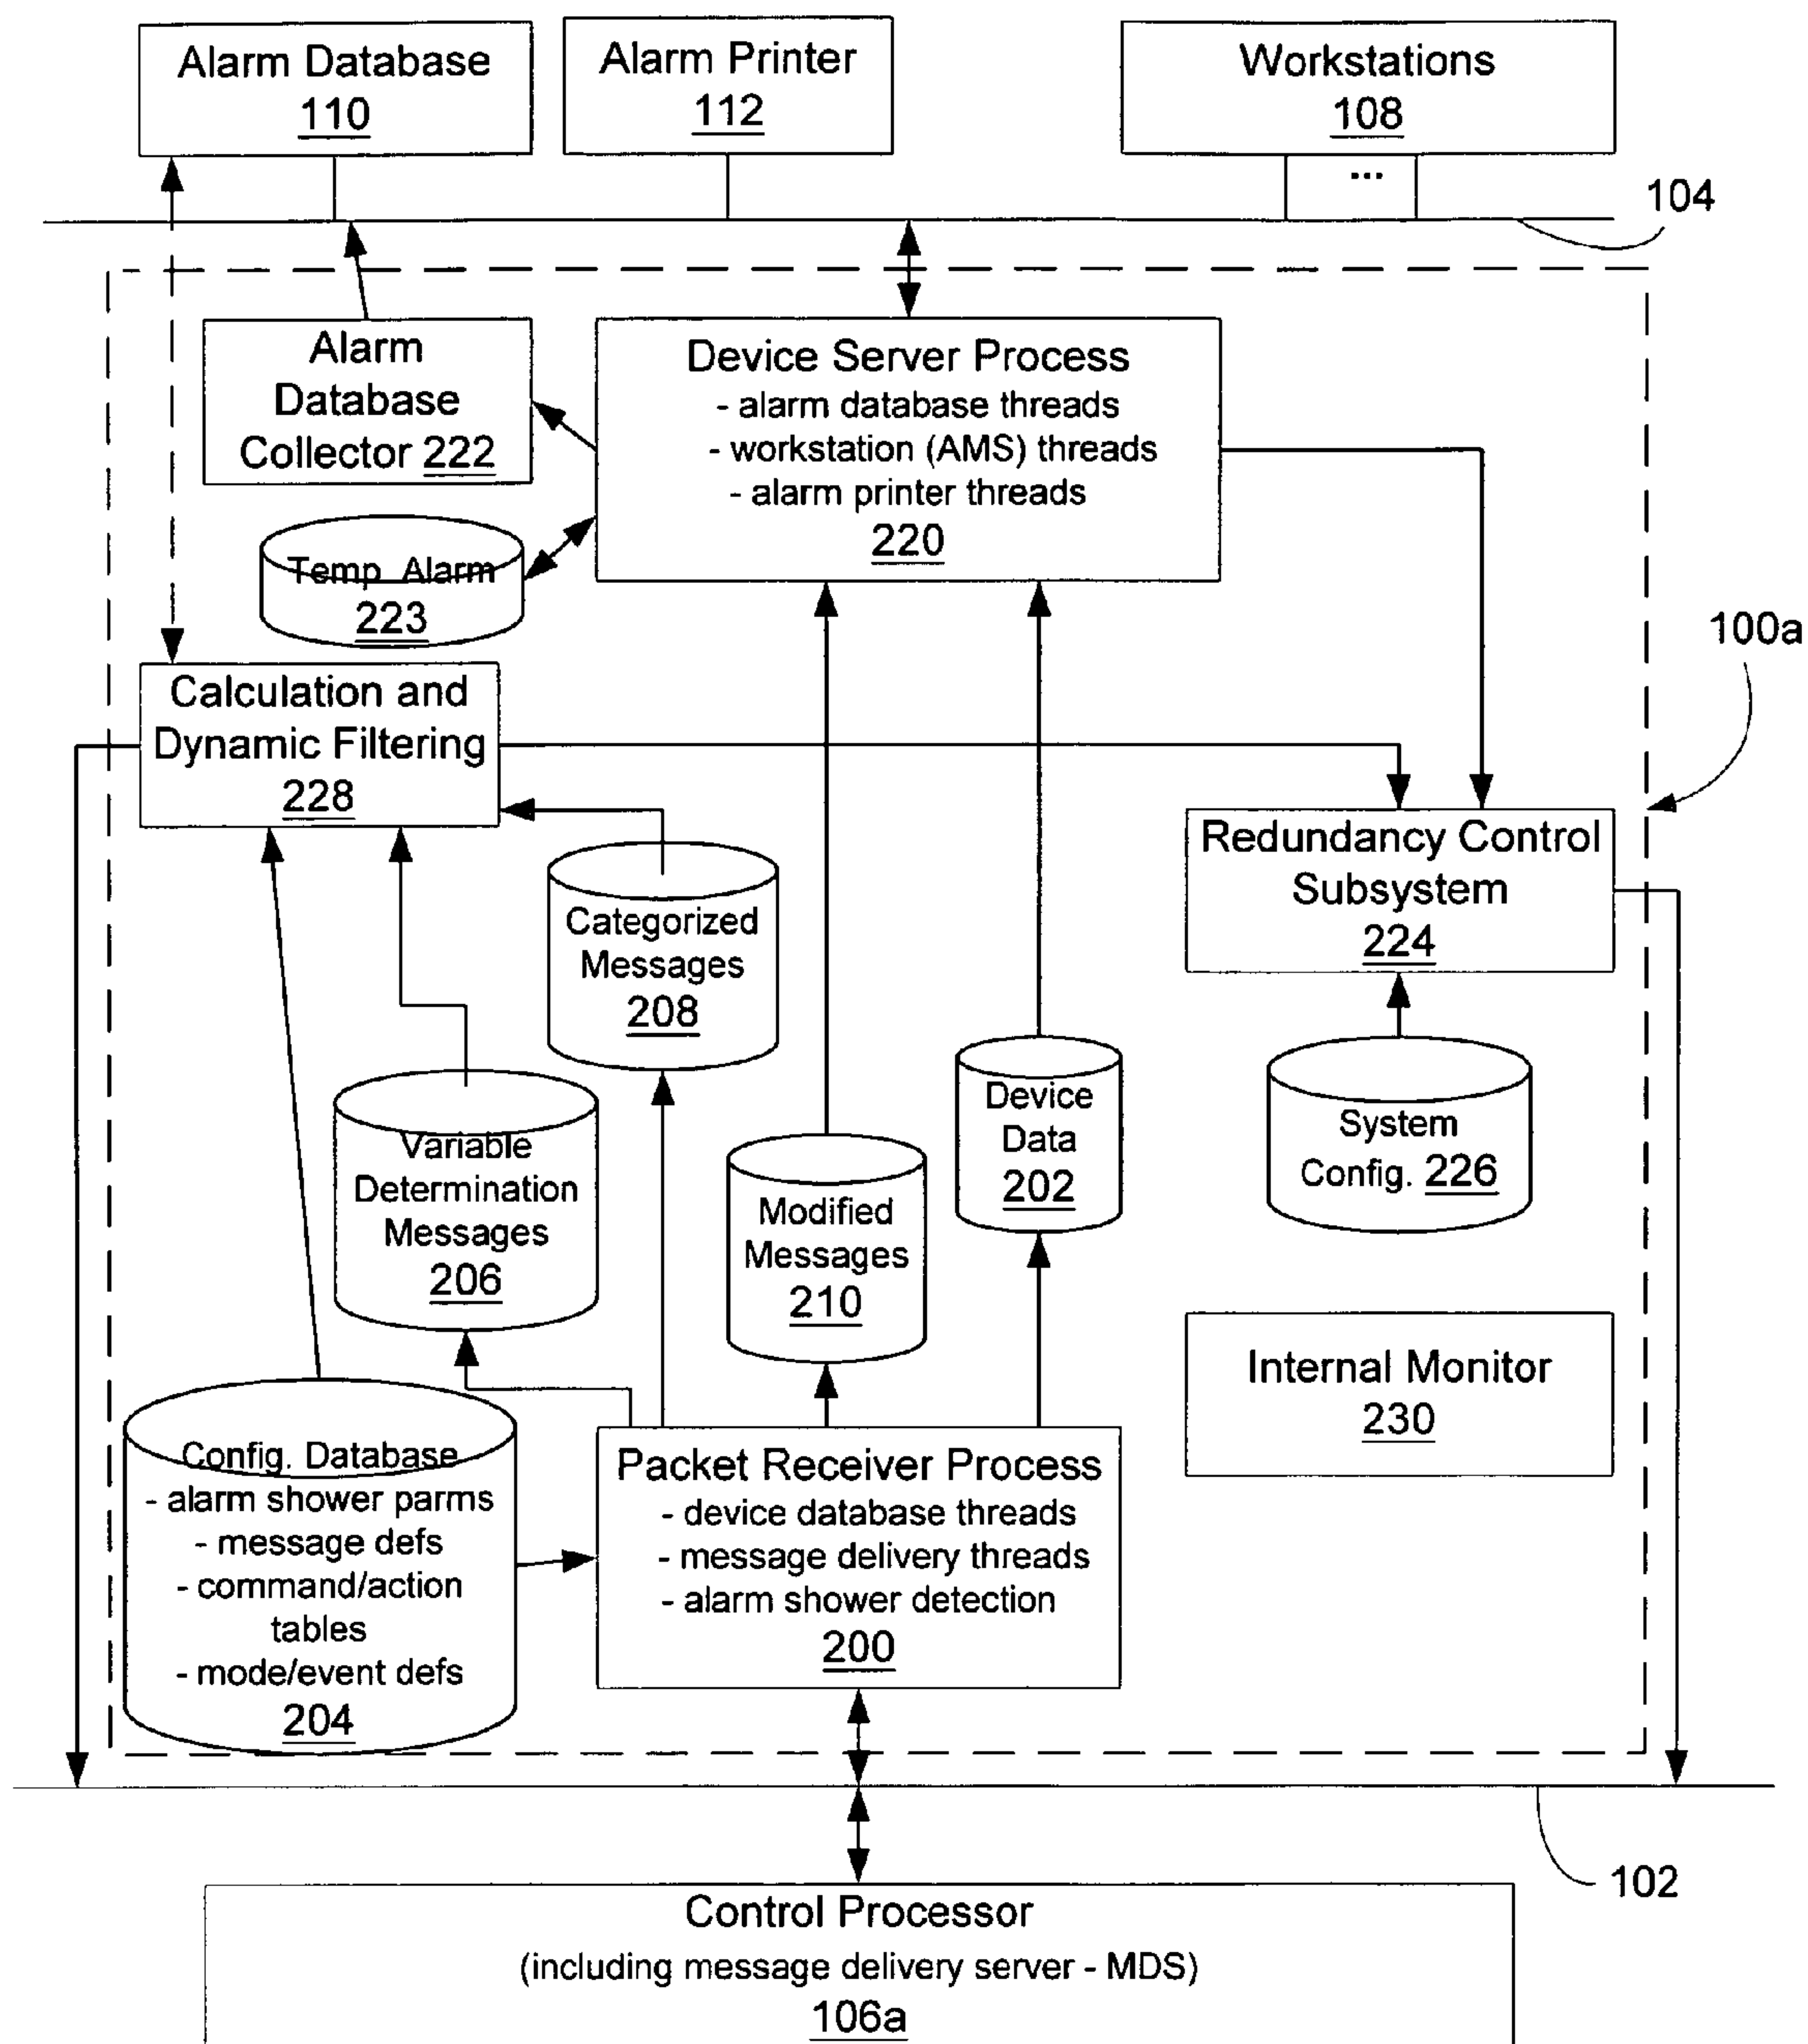 Alarm Database
110
Alarm Printer
112
Workstations
108
...
104
Alarm
Database
Collector 222
Device Server Process
- alarm database threads
- workstation (AMS) threads
- alarm printer threads
220
Temp. Alarm
223
100a
Calculation and
Dynamic Filtering
228
Redundancy Control
Subsystem
224
Categorized
Messages
208
Device
Data
202
System
Config. 226
Variable
Determination
Messages
206
Modified
Messages
210
Internal Monitor
230
Config. Database
- alarm shower parms
- message defs
- command/action
tables
- mode/event defs
204
Packet Receiver Process
- device database threads
- message delivery threads
- alarm shower detection
200
102
Control Processor
(including message delivery server - MDS)
106a